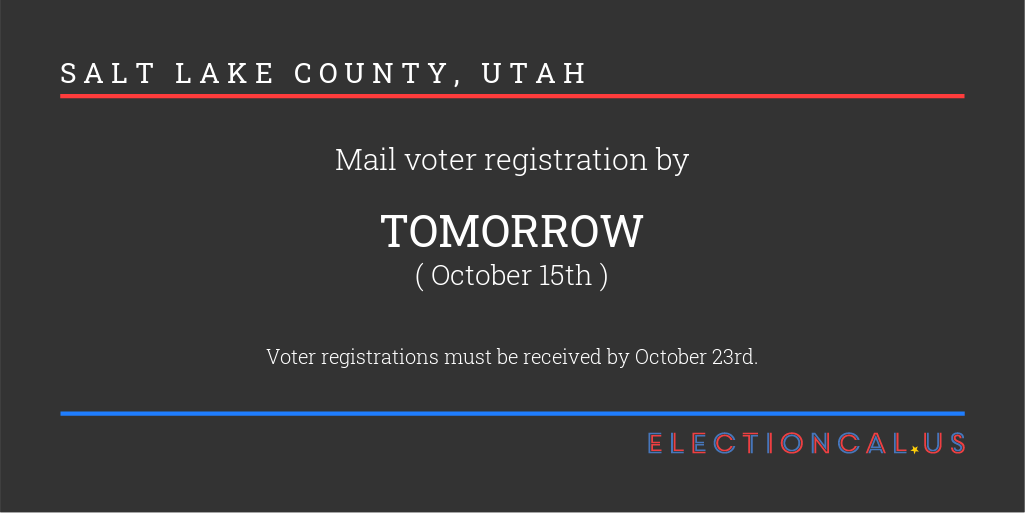 SALT LAKE COUNTY, UTAH
Mail voter registration by
TOMORROW
( October 15th )
Voter registrations must be received by October 23rd.
ELECTIONCAL.US